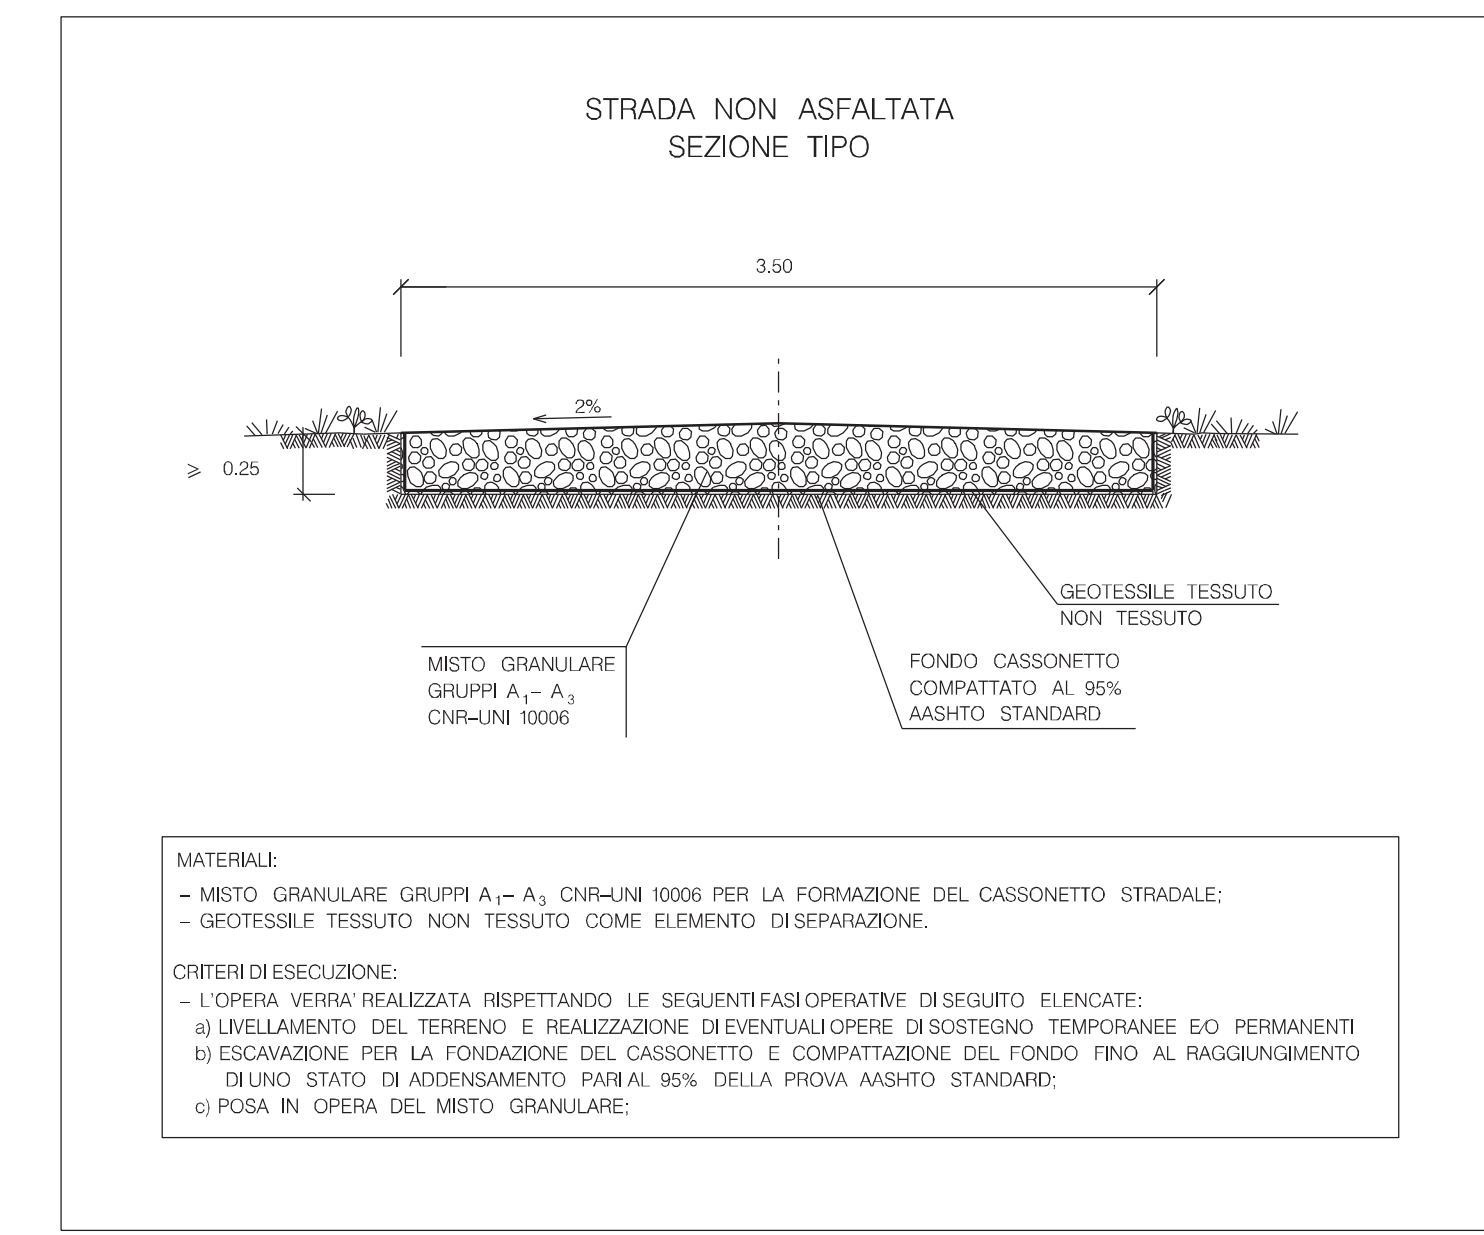 STRADA NON ASFALTATA
SEZIONE TIPO
3.50
2%
⩾ 0.25
GEOTESSILE TESSUTO
NON TESSUTO
MISTO GRANULARE
GRUPPI A1– A3
CNR–UNI 10006
FONDO CASSONETTO
COMPATTATO AL 95%
AASHTO STANDARD
MATERIALI:
– MISTO GRANULARE GRUPPI A1– A3 CNR–UNI 10006 PER LA FORMAZIONE DEL CASSONETTO STRADALE;
– GEOTESSILE TESSUTO NON TESSUTO COME ELEMENTO DI SEPARAZIONE.
CRITERI DI ESECUZIONE:
– L'OPERA VERRA' REALIZZATA RISPETTANDO LE SEGUENTI FASI OPERATIVE DI SEGUITO ELENCATE:
a) LIVELLAMENTO DEL TERRENO E REALIZZAZIONE DI EVENTUALI OPERE DI SOSTEGNO TEMPORANEE E/O PERMANENTI
b) ESCAVAZIONE PER LA FONDAZIONE DEL CASSONETTO E COMPATTAZIONE DEL FONDO FINO AL RAGGIUNGIMENTO
DI UNO STATO DI ADDENSAMENTO PARI AL 95% DELLA PROVA AASHTO STANDARD;
c) POSA IN OPERA DEL MISTO GRANULARE;